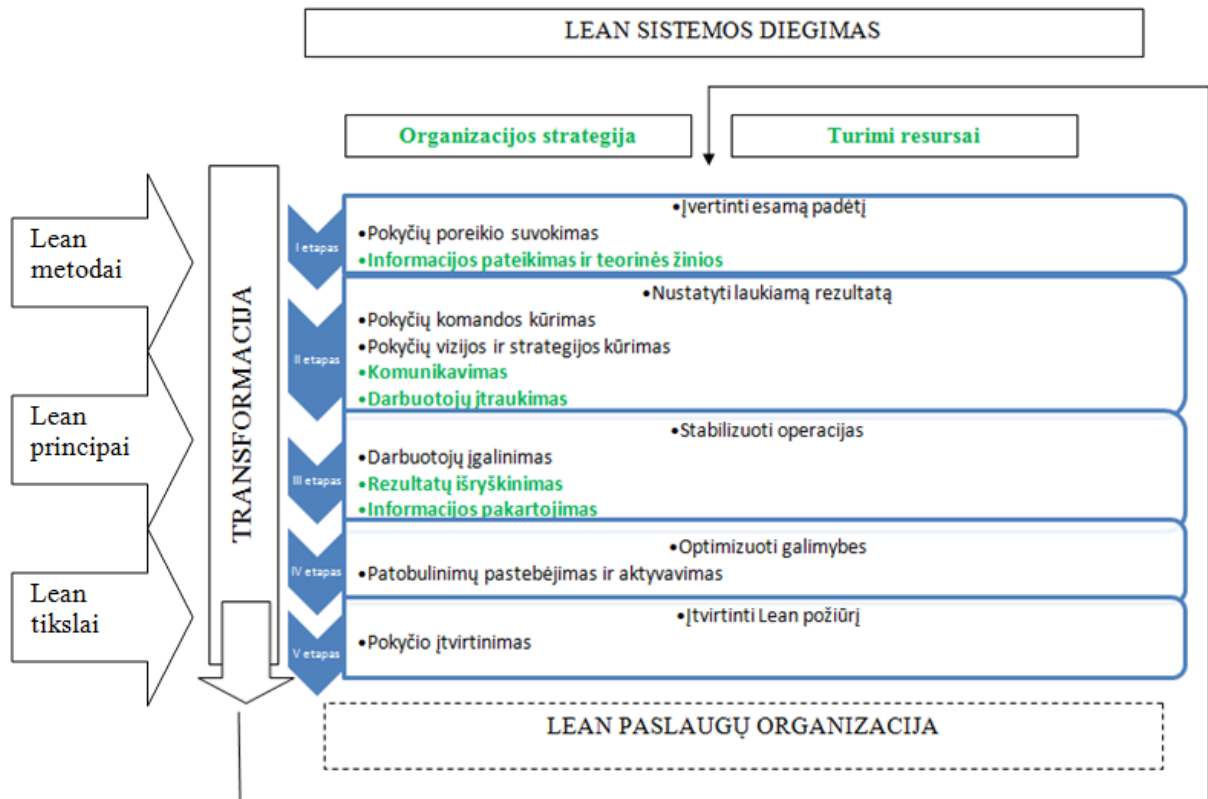 LEAN SISTEMOS DIEGIMAS
Organizacijos strategija
Turimi resursai
Lean
metodai
Lean
principai
Lean
tikslai
TRANSFORMACIJA
I etapas
•Įvertinti esamą padėtį
•Pokyčių poreikio suvokimas
•Informacijos pateikimas ir teorinės žinios
II etapas
•Nustatyti laukiamą rezultatą
•Pokyčių komandos kūrimas
•Pokyčių vizijos ir strategijos kūrimas
•Komunikavimas
•Darbuotojų įtraukimas
III etapas
•Stabilizuoti operacijas
•Darbuotojų įgalinimas
•Rezultatų išryškinimas
•Informacijos pakartojimas
IV etapas
•Optimizuoti galimybes
•Patobulinimų pastebėjimas ir aktyvavimas
V etapas
•Įtvirtinti Lean požiūrį
•Pokyčio įtvirtinimas
LEAN PASLAUGŲ ORGANIZACIJA